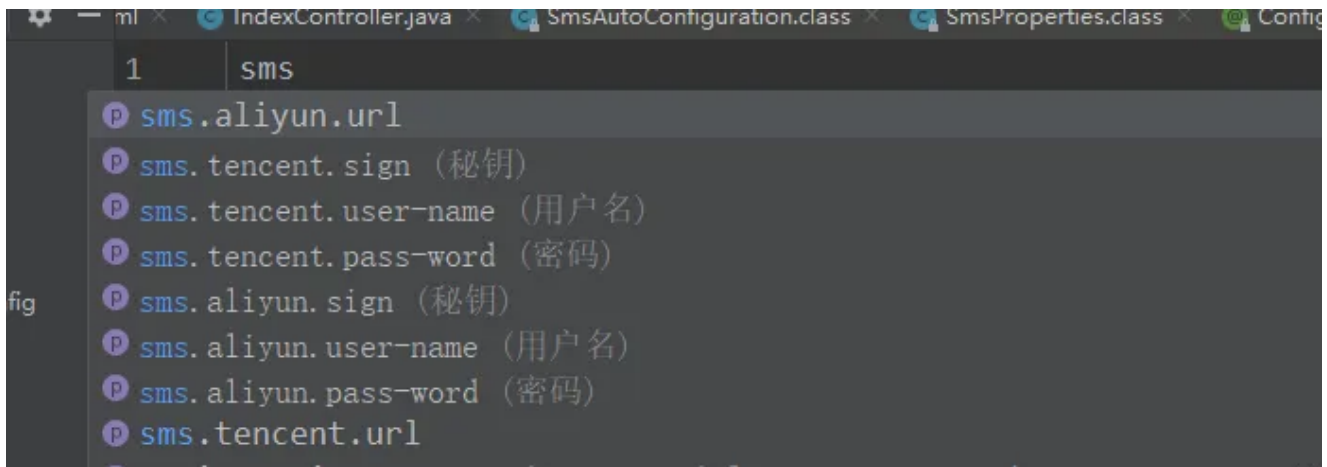 ml IndexController.java SmsAutoConfiguration.class SmsProperties.class Config
1 sms
sms.aliyun.url
sms.tencent.sign (秘钥)
sms.tencent.user-name (用户名)
sms.tencent.pass-word (密码)
fig sms.aliyun.sign (秘钥)
sms.aliyun.user-name (用户名)
sms.aliyun.pass-word (密码)
sms.tencent.url